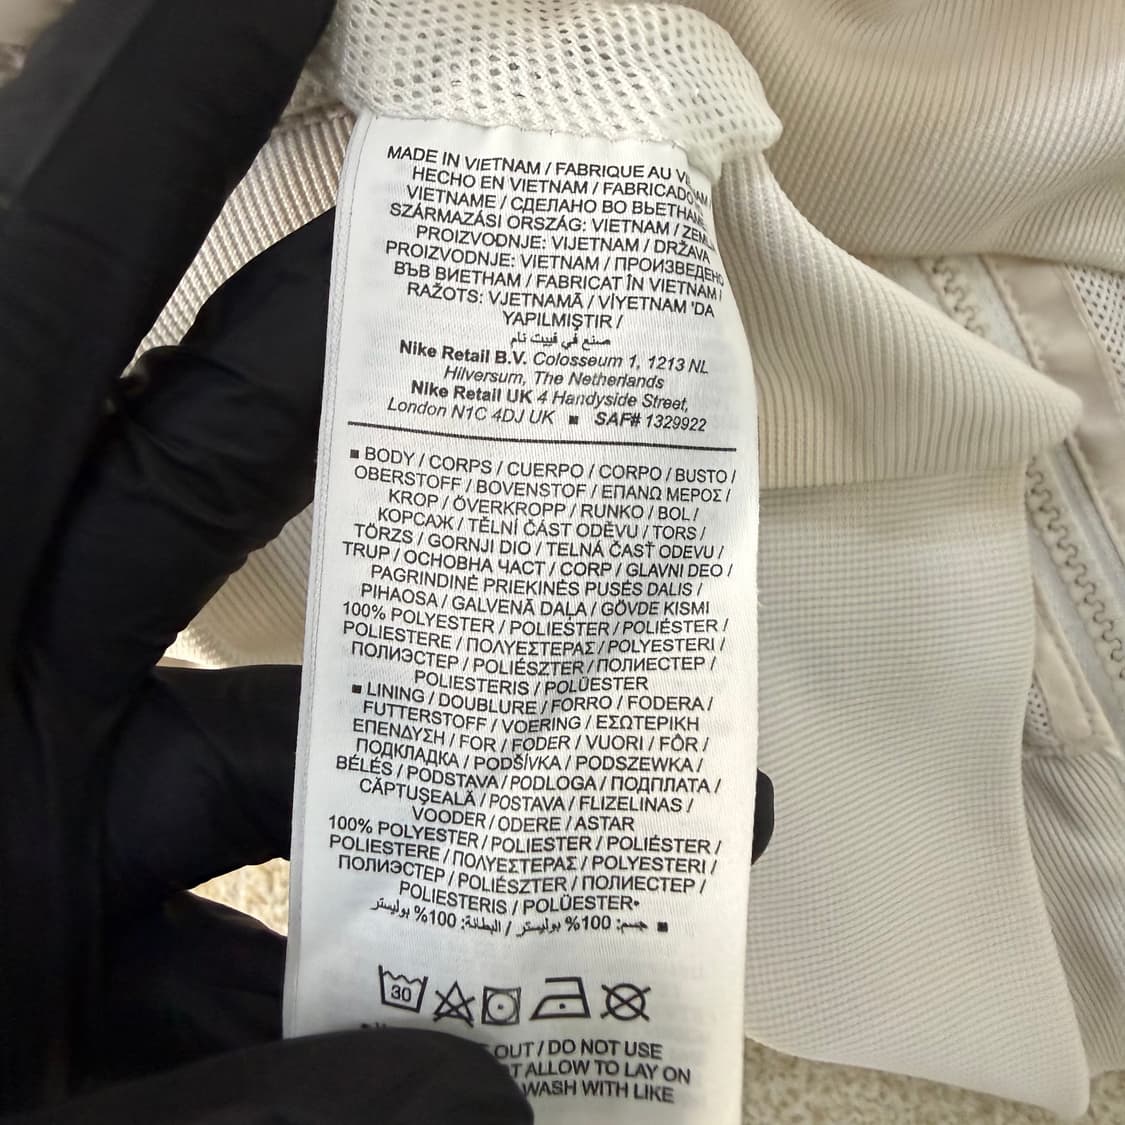 MADE IN VIETNAM / FABRIQUE AU
HECHO EN VIETNAM / FABRICADO
VIETNAME / СДЕЛАНО ВО ВЬЕТНАМЕ
SZÁRMAZÁSI ORSZÁG: VIETNAM /
PROIZVODNJE: VIJETNAM / DRŽAVA
PROIZVODNJE: VIETNAM / ПРОИЗВЕДЕНО
ВЪВ ВИЕТНАМ / FABRICAT ÎN VIETNAM /
RAŽOTS: VJETNAMĀ / VİYETNAM 'DA
YAPILMIŞTIR /
صنع في فييت نام
Nike Retail B.V. Colosseum 1, 1213 NL
Hilversum, The Netherlands
Nike Retail UK 4 Handyside Street,
London N1C 4DJ UK ■ SAF# 1329922
■ BODY / CORPS / CUERPO / CORPO / BUSTO /
OBERSTOFF / BOVENSTOF / ΕΠΑΝΩ ΜΕΡΟΣ /
KROP / ÖVERKROPP / RUNKO / BOL /
КОРСАЖ / TĚLNÍ ČÁST ODĚVU / TORS /
TÖRZS / GORNJI DIO / TELNÁ ČASŤ ODEVU /
TRUP / ОСНОВНА ЧАСТ / CORP / GLAVNI DEO /
PAGRINDINĖ PRIEKINĖS PUSĖS DALIS /
PIHAOSA / GALVENĀ DAĻA / GÖVDE KISMI
100% POLYESTER / POLIESTER / POLIÉSTER /
POLIESTERE / ΠΟΛΥΕΣΤΕΡΑΣ / POLYESTERI /
ПОЛИЭСТЕР / POLIÉSZTER / ПОЛИЕСТЕР /
POLIESTERIS / POLÜESTER
■ LINING / DOUBLURE / FORRO / FODERA /
FUTTERSTOFF / VOERING / ΕΣΩΤΕΡΙΚΗ
ΕΠΕΝΔΥΣΗ / FOR / FODER / VUORI / FÔR /
ПОДКЛАДКА / PODŠÍVKA / PODSZEWKA /
BÉLÉS / PODSTAVA / PODLOGA / ПОДПЛАТА /
CĂPTUȘEALĂ / POSTAVA / FLIZELINAS /
VOODER / ODERE / ASTAR
100% POLYESTER / POLIESTER / POLIÉSTER /
POLIESTERE / ΠΟΛΥΕΣΤΕΡΑΣ / POLYESTERI /
ПОЛИЭСТЕР / POLIÉSZTER / ПОЛИЕСТЕР /
POLIESTERIS / POLÜESTER•
■ جسم: 100% بوليستر / البطانة: 100% بوليستر
30
OUT / DO NOT USE
ALLOW TO LAY ON
WASH WITH LIKE